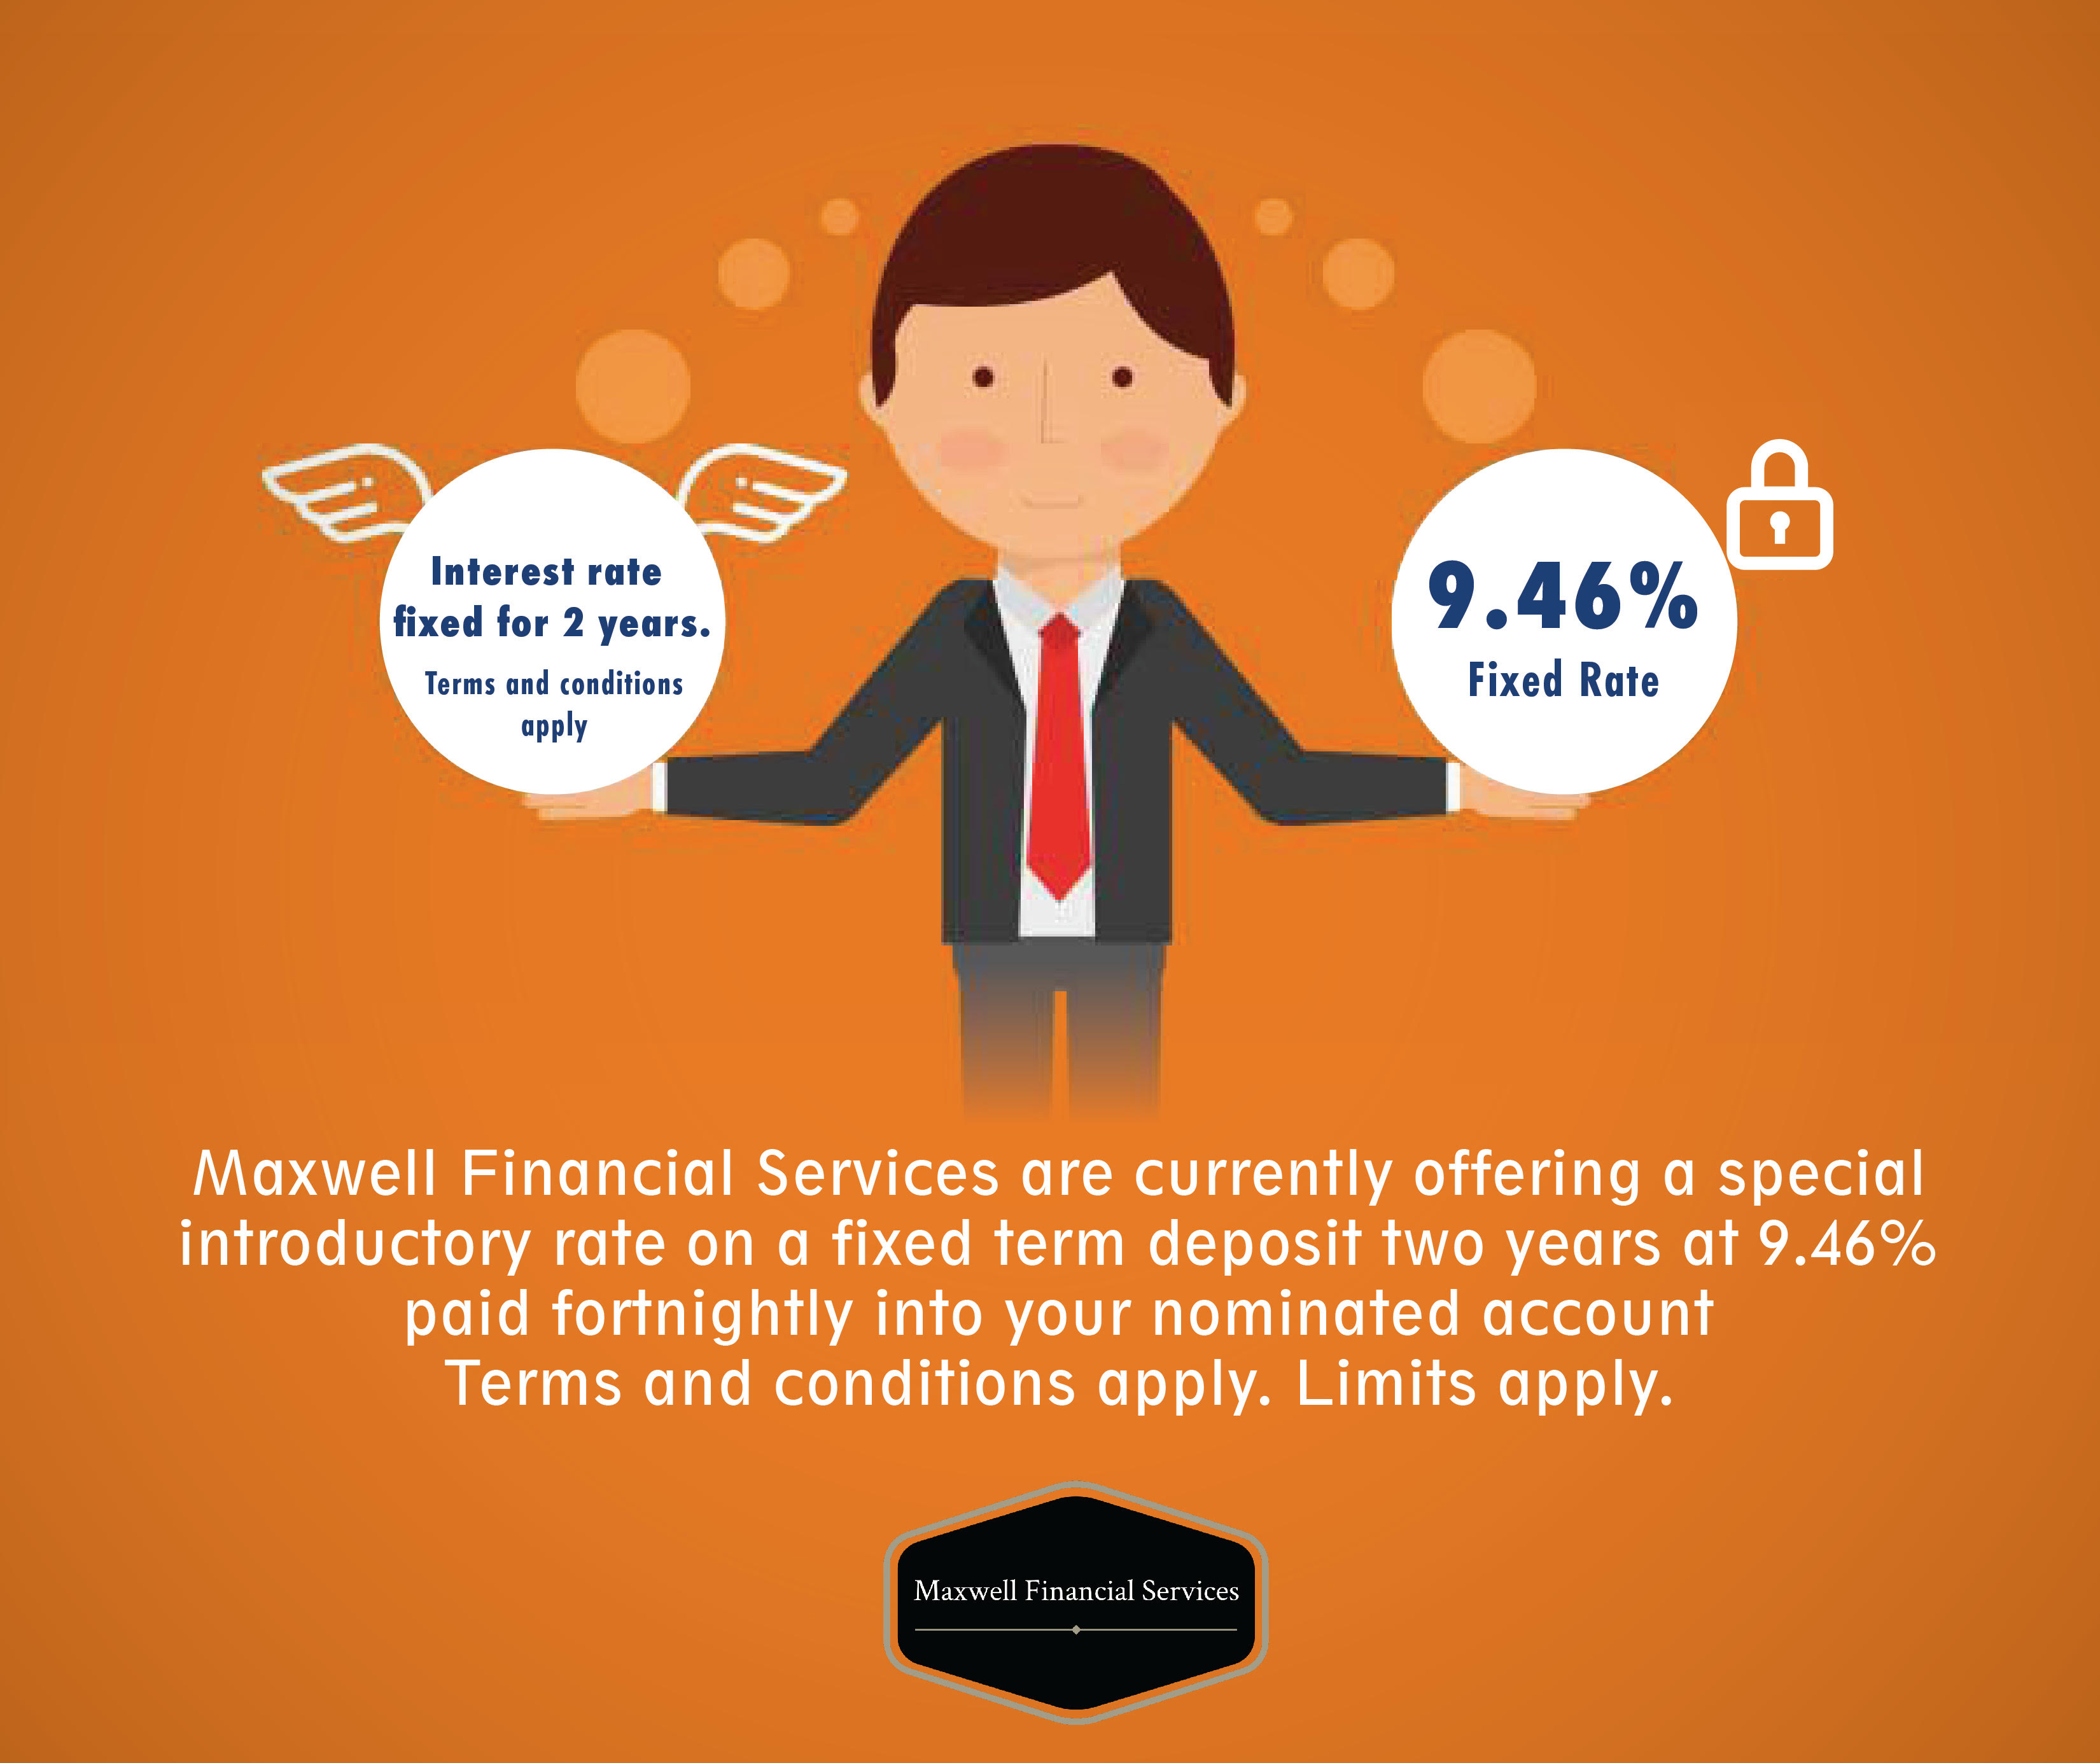 Interest rate
fixed for 2 years.
Terms and conditions
apply
9.46%
Fixed Rate
Maxwell Financial Services are currently offering a special
introductory rate on a fixed term deposit two years at 9.46%
paid fortnightly into your nominated account
Terms and conditions apply. Limits apply.
Maxwell Financial Services